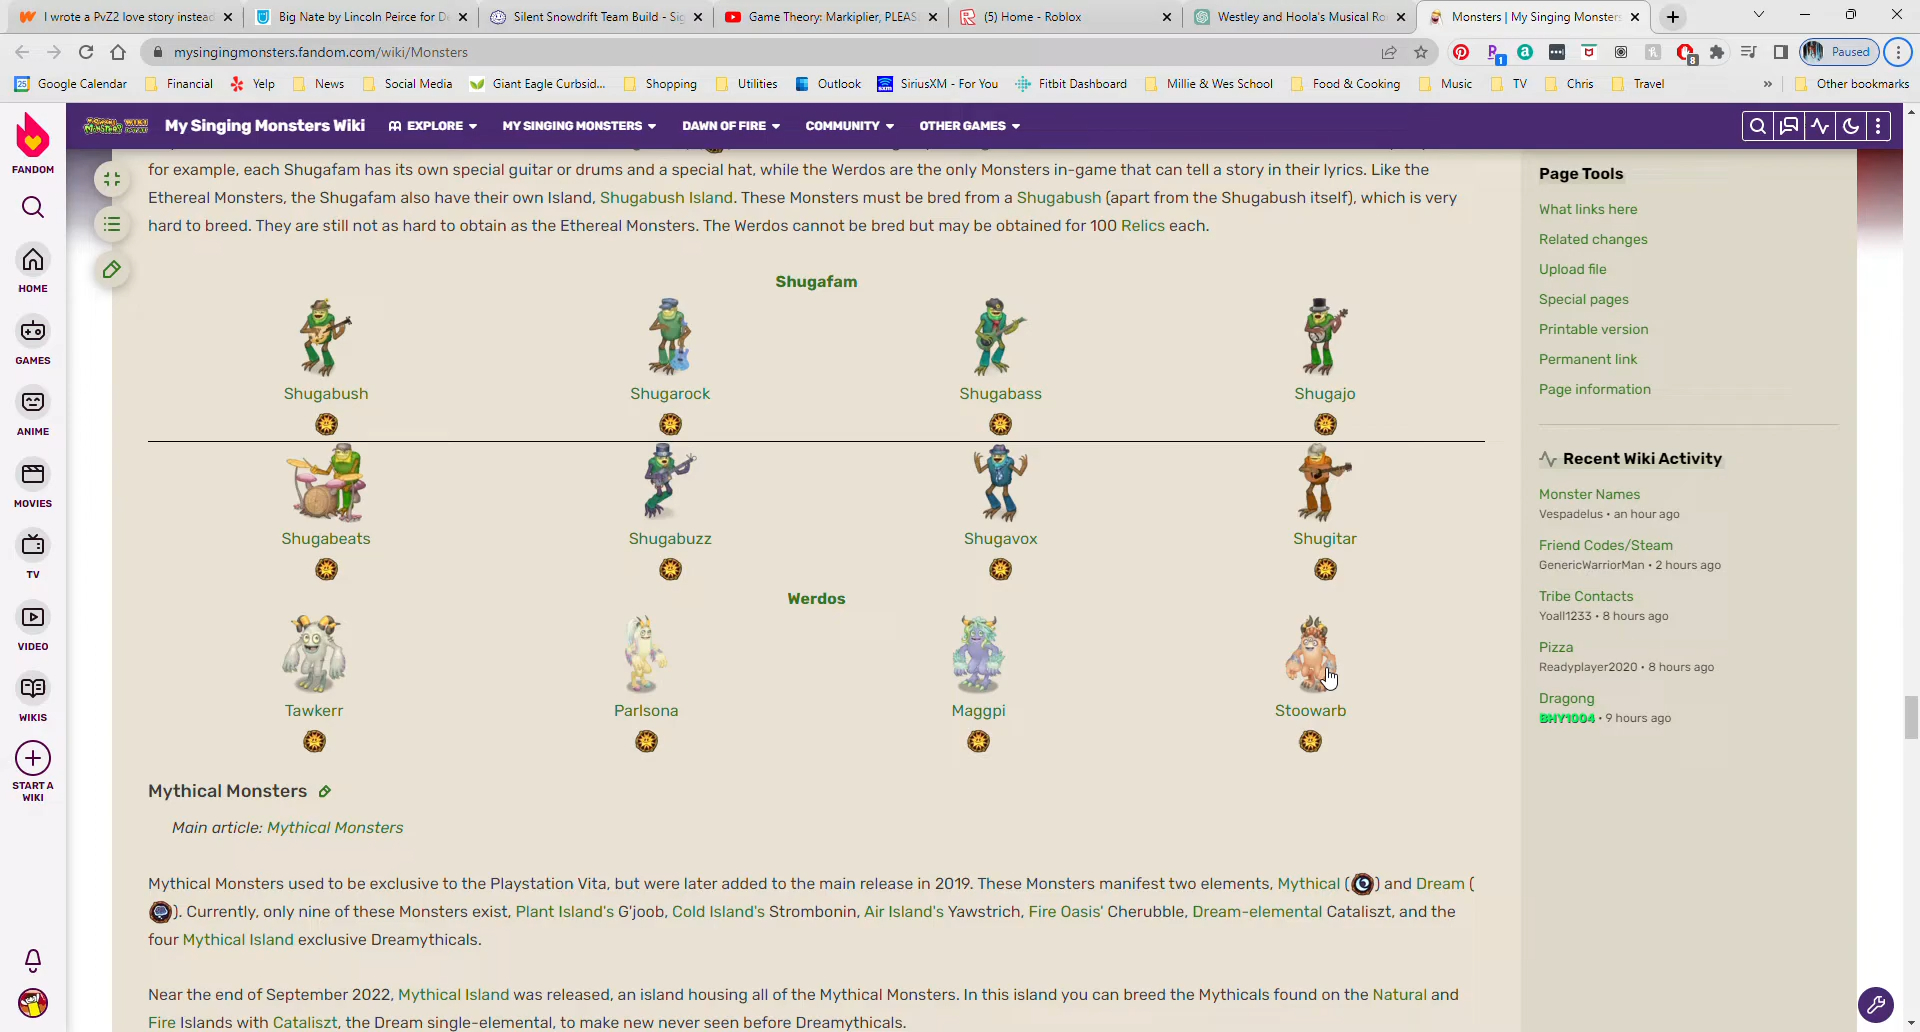 I wrote a PvZ2 love story instead
Big Nate by Lincoln Peirce for De
Silent Snowdrift Team Build - Sig
Game Theory: Markiplier, PLEAS
(5) Home - Roblox
Westley and Hoola's Musical Ro
Monsters | My Singing Monsters
mysingingmonsters.fandom.com/wiki/Monsters
1
8
Paused
25 Google Calendar
Financial
Yelp
News
Social Media
Giant Eagle Curbsid...
Shopping
Utilities
Outlook
SiriusXM - For You
Fitbit Dashboard
Millie & Wes School
Food & Cooking
Music
TV
Chris
Travel
»
Other bookmarks
FANDOM
HOME
GAMES
ANIME
MOVIES
TV
VIDEO
WIKIS
START A
WIKI
My Singing Monsters Wiki
EXPLORE
MY SINGING MONSTERS
DAWN OF FIRE
COMMUNITY
OTHER GAMES
for example, each Shugafam has its own special guitar or drums and a special hat, while the Werdos are the only Monsters in-game that can tell a story in their lyrics. Like the
Ethereal Monsters, the Shugafam also have their own Island, Shugabush Island. These Monsters must be bred from a Shugabush (apart from the Shugabush itself), which is very
hard to breed. They are still not as hard to obtain as the Ethereal Monsters. The Werdos cannot be bred but may be obtained for 100 Relics each.
Shugafam
Shugabush
Shugarock
Shugabass
Shugajo
Shugabeats
Shugabuzz
Shugavox
Shugitar
Werdos
Tawkerr
Parlsona
Maggpi
Stoowarb
Mythical Monsters
Main article: Mythical Monsters
Mythical Monsters used to be exclusive to the Playstation Vita, but were later added to the main release in 2019. These Monsters manifest two elements, Mythical ( ) and Dream (
). Currently, only nine of these Monsters exist, Plant Island's G'joob, Cold Island's Strombonin, Air Island's Yawstrich, Fire Oasis' Cherubble, Dream-elemental Cataliszt, and the
four Mythical Island exclusive Dreamythicals.
Near the end of September 2022, Mythical Island was released, an island housing all of the Mythical Monsters. In this island you can breed the Mythicals found on the Natural and
Fire Islands with Cataliszt, the Dream single-elemental, to make new never seen before Dreamythicals.
Page Tools
What links here
Related changes
Upload file
Special pages
Printable version
Permanent link
Page information
Recent Wiki Activity
Monster Names
Vespadelus • an hour ago
Friend Codes/Steam
GenericWarriorMan • 2 hours ago
Tribe Contacts
Yoall1233 • 8 hours ago
Pizza
Readyplayer2020 • 8 hours ago
Dragong
BHY1004 • 9 hours ago